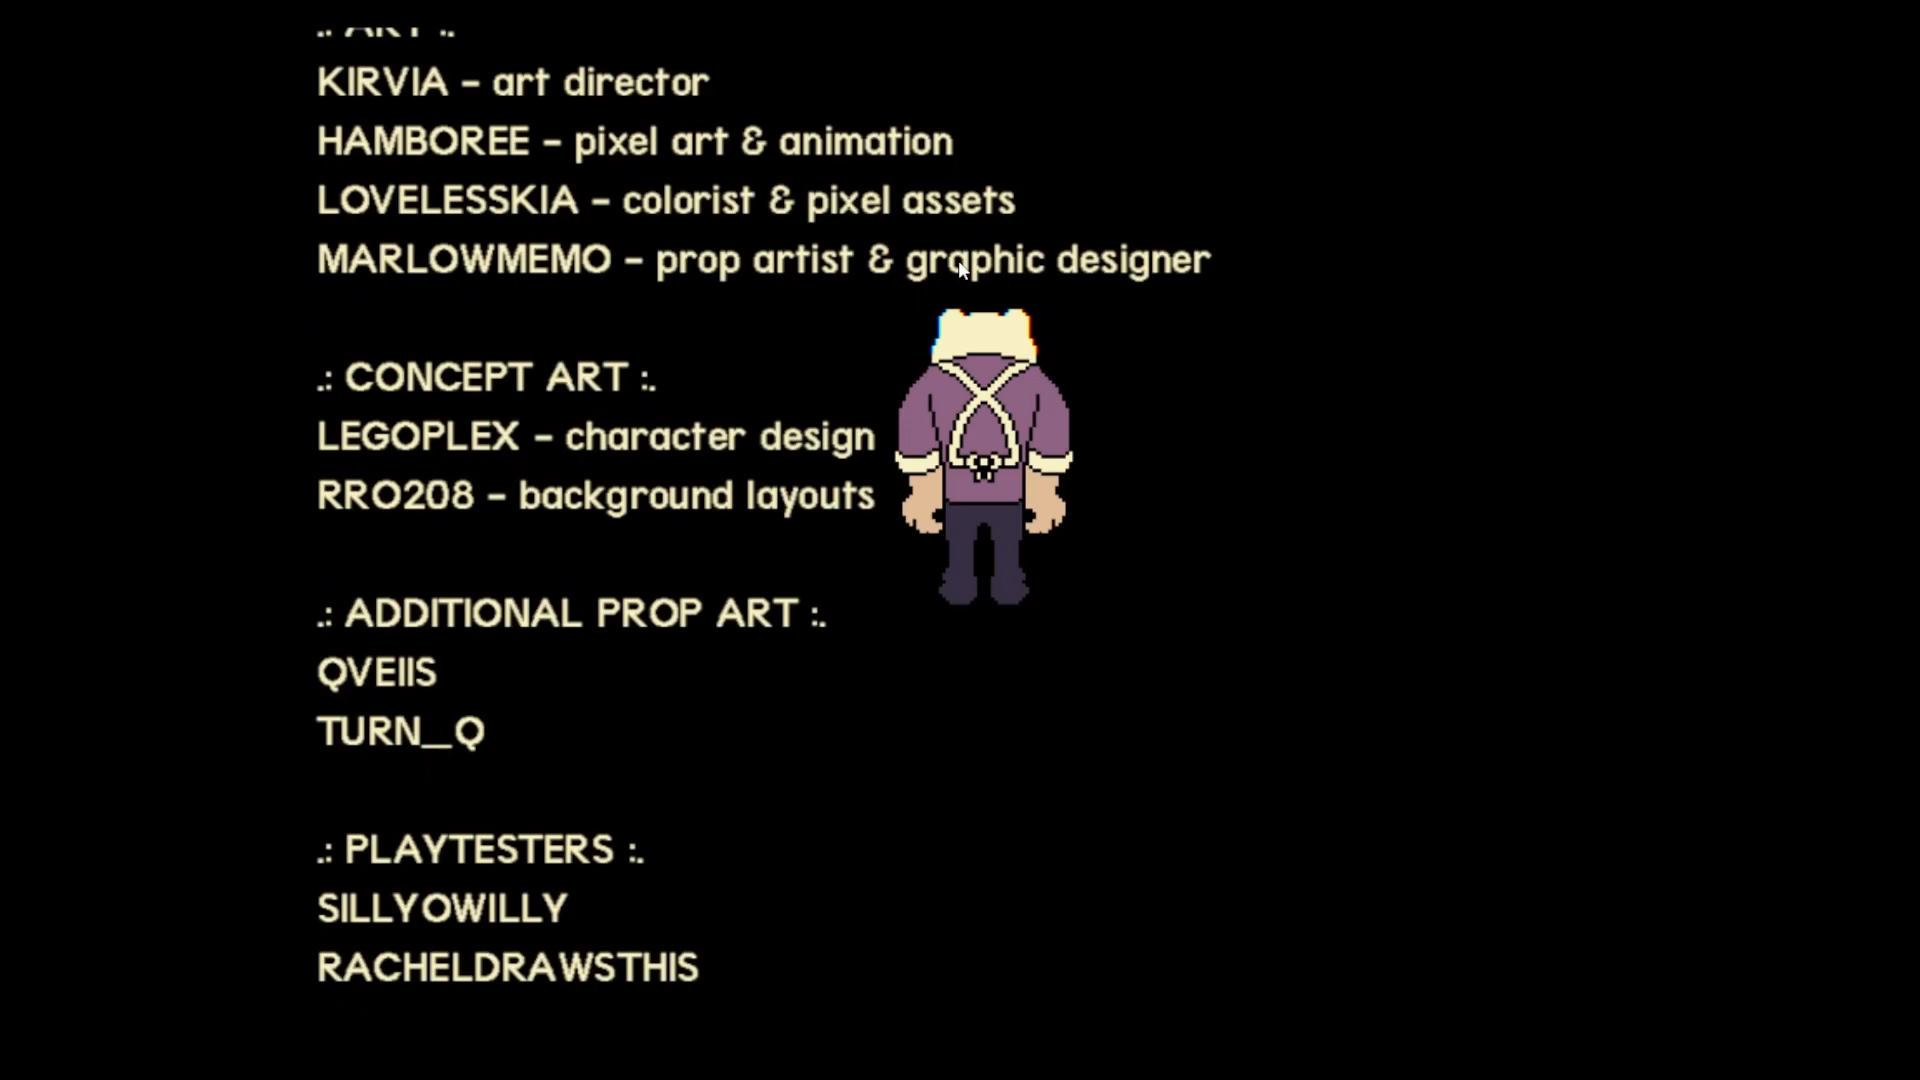 .: ART :.
KIRVIA – art director
HAMBOREE – pixel art & animation
LOVELESSKIA – colorist & pixel assets
MARLOWMEMO – prop artist & graphic designer
.: CONCEPT ART :.
LEGOPLEX – character design
RRO208 – background layouts
.: ADDITIONAL PROP ART :.
QVEIIS
TURN_Q
.: PLAYTESTERS :.
SILLYOWILLY
RACHELDRAWSTHIS